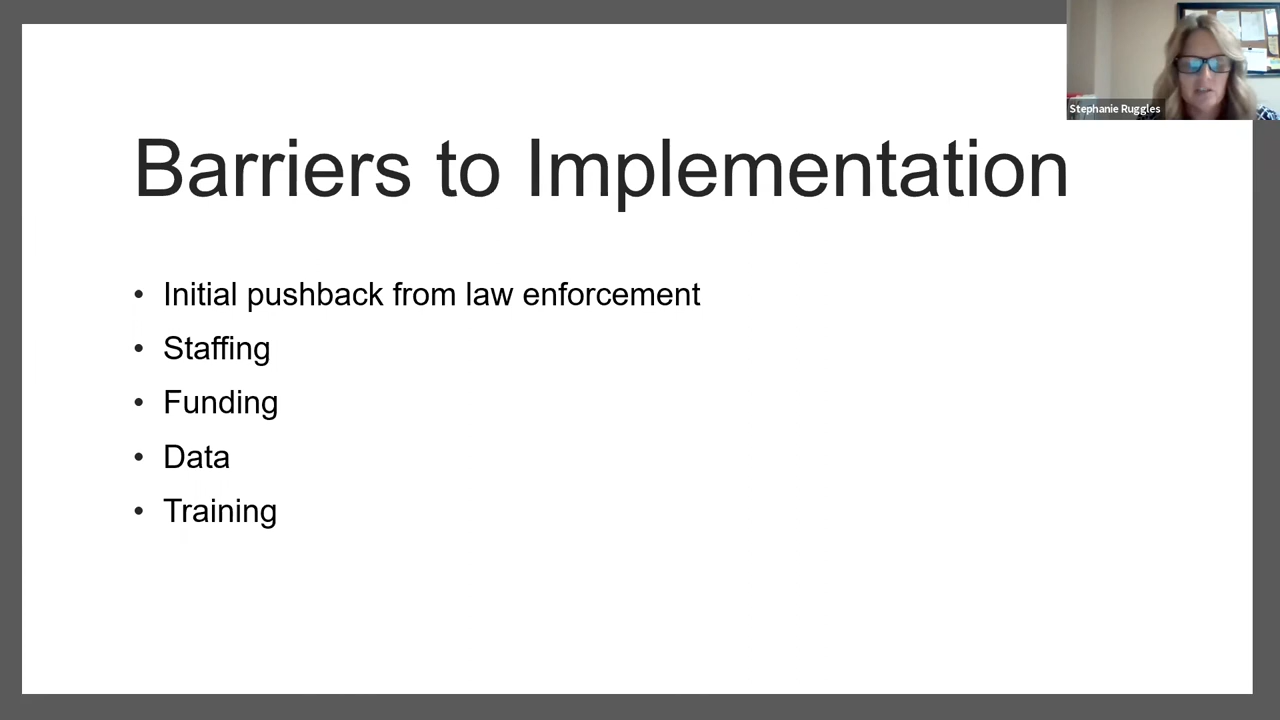 Stephanie Ruggles
Barriers to Implementation
• Initial pushback from law enforcement
• Staffing
• Funding
• Data
• Training